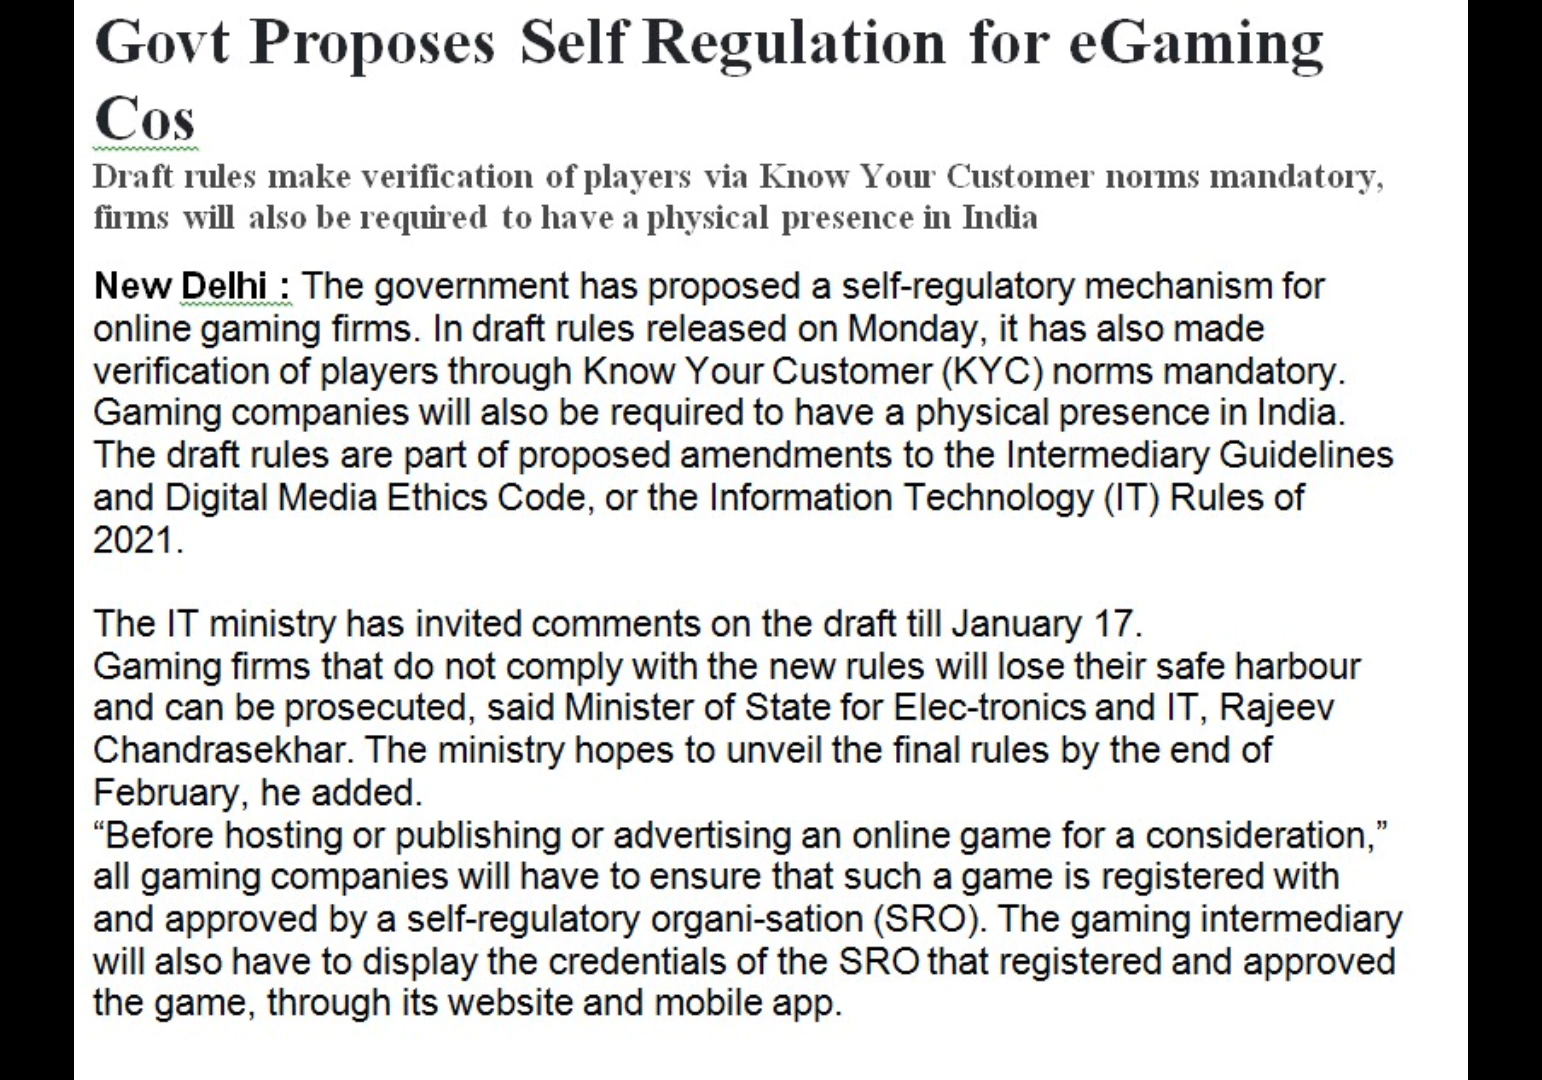 Govt Proposes Self Regulation for eGaming
Cos
Draft rules make verification of players via Know Your Customer norms mandatory,
firms will also be required to have a physical presence in India
New Delhi : The government has proposed a self-regulatory mechanism for
online gaming firms. In draft rules released on Monday, it has also made
verification of players through Know Your Customer (KYC) norms mandatory.
Gaming companies will also be required to have a physical presence in India.
The draft rules are part of proposed amendments to the Intermediary Guidelines
and Digital Media Ethics Code, or the Information Technology (IT) Rules of
2021.
The IT ministry has invited comments on the draft till January 17.
Gaming firms that do not comply with the new rules will lose their safe harbour
and can be prosecuted, said Minister of State for Elec-tronics and IT, Rajeev
Chandrasekhar. The ministry hopes to unveil the final rules by the end of
February, he added.
“Before hosting or publishing or advertising an online game for a consideration,”
all gaming companies will have to ensure that such a game is registered with
and approved by a self-regulatory organi-sation (SRO). The gaming intermediary
will also have to display the credentials of the SRO that registered and approved
the game, through its website and mobile app.